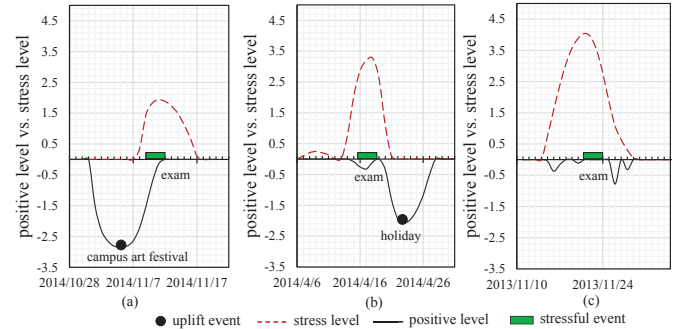 positive level vs. stress level
4.5
3.5
2.5
1.5
0.5
-0.5
-1.5
-2.5
-3.5
exam
campus art festival
2014/10/28 2014/11/7 2014/11/17
(a)
positive level vs. stress level
4.5
3.5
2.5
1.5
0.5
-0.5
-1.5
-2.5
-3.5
exam
holiday
2014/4/6 2014/4/16 2014/4/26
(b)
positive level vs. stress level
4.5
3.5
2.5
1.5
0.5
-0.5
-1.5
-2.5
-3.5
exam
2013/11/10 2013/11/24
(c)
uplift event stress level positive level stressful event